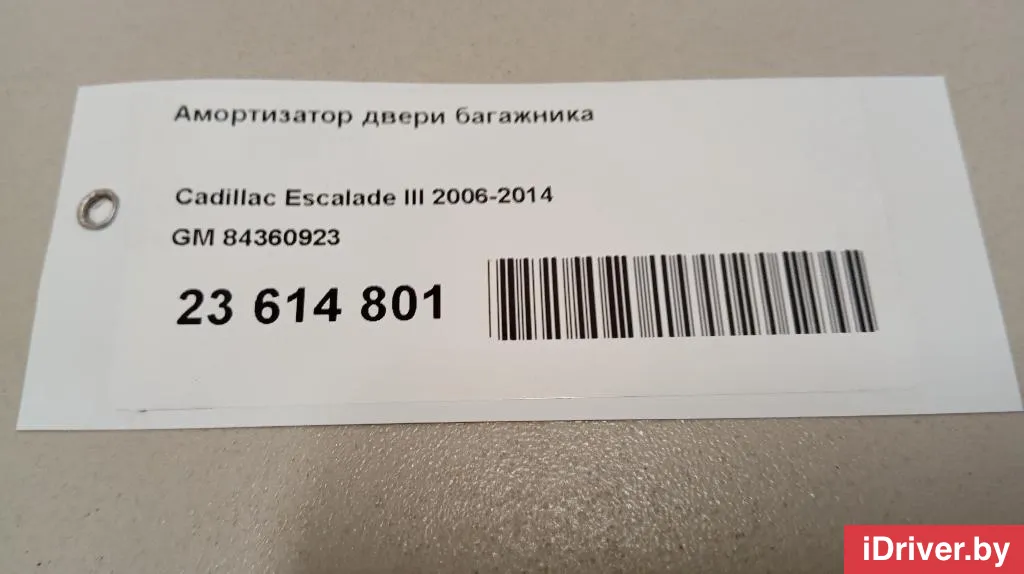 Амортизатор двери багажника
Cadillac Escalade III 2006-2014
GM 84360923
23 614 801
iDriver.by